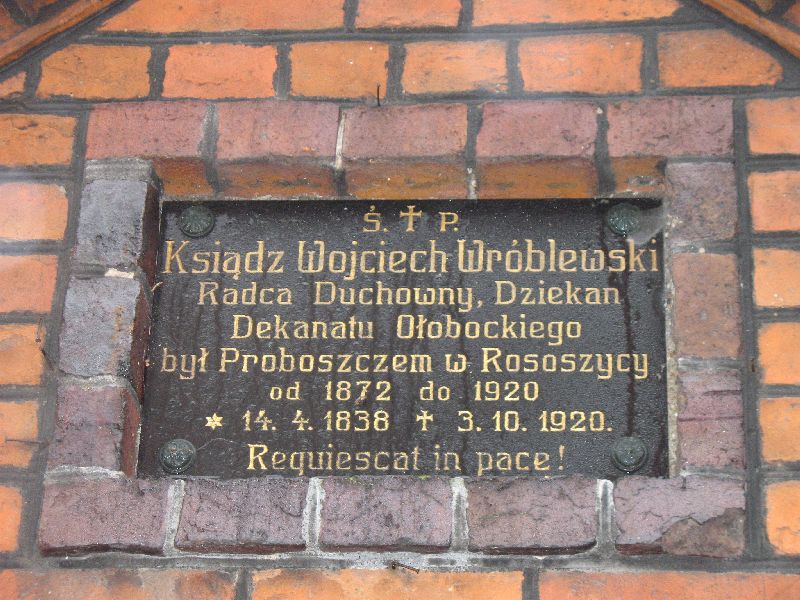 Ś. † P.
Ksiądz Wojciech Wróblewski
Radca Duchowny, Dziekan
Dekanatu Ołobockiego
był Proboszczem w Rososzycy
od 1872 do 1920
* 14. 4. 1838 † 3. 10. 1920.
Requiescat in pace!